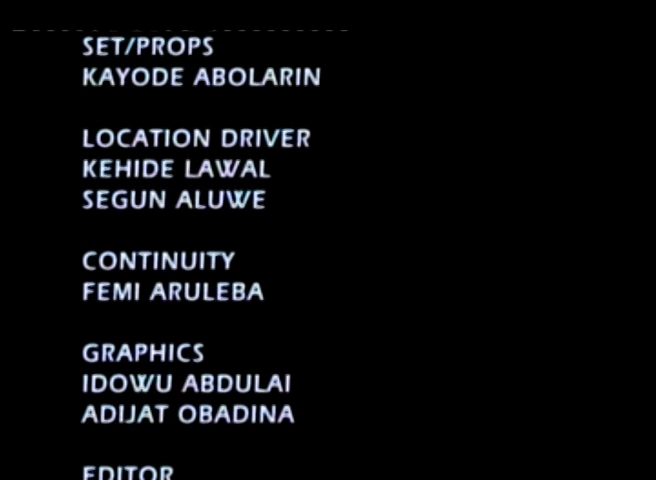 SET/PROPS
KAYODE ABOLARIN
LOCATION DRIVER
KEHIDE LAWAL
SEGUN ALUWE
CONTINUITY
FEMI ARULEBA
GRAPHICS
IDOWU ABDULAI
ADIJAT OBADINA
EDITOR